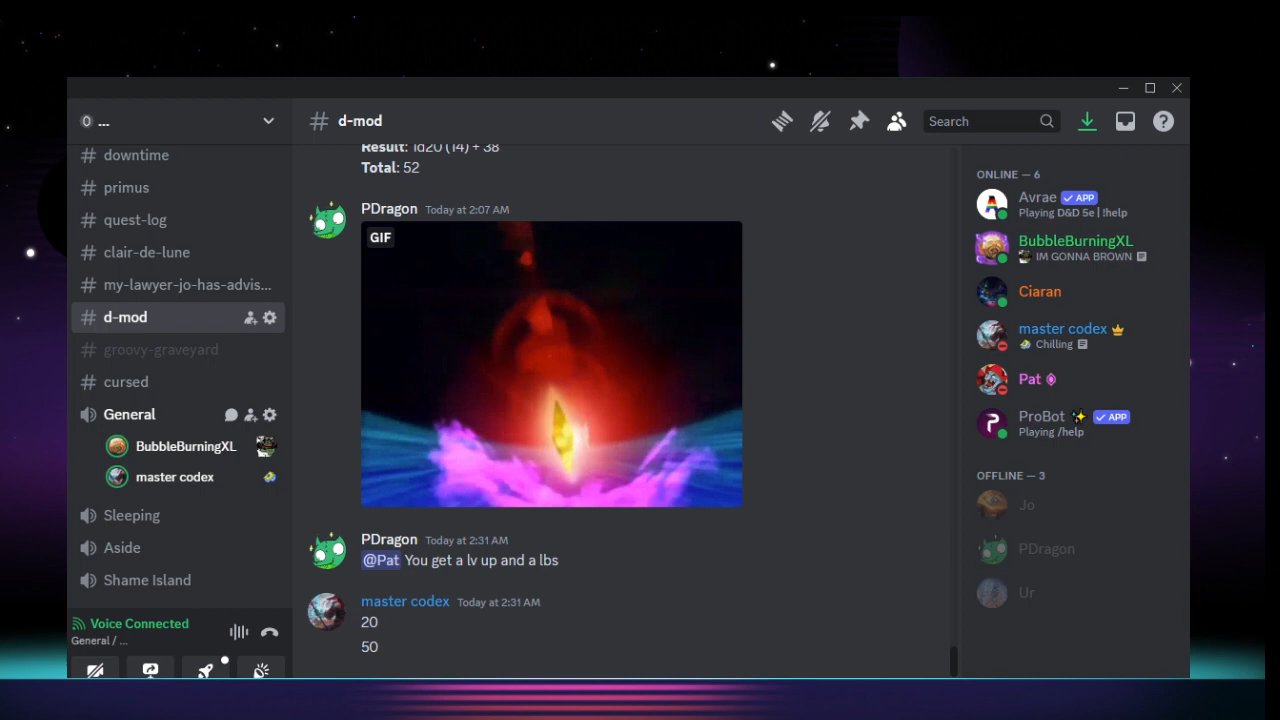 ...
d-mod
Search
downtime
primus
quest-log
clair-de-lune
my-lawyer-jo-has-advis...
d-mod
groovy-graveyard
cursed
General
BubbleBurningXL
master codex
Sleeping
Aside
Shame Island
Voice Connected
General / ...
Result: 1d20 (14) + 38
Total: 52
PDragon Today at 2:07 AM
GIF
PDragon Today at 2:31 AM
@Pat You get a lv up and a lbs
master codex Today at 2:31 AM
20
50
ONLINE — 6
Avrae APP
Playing D&D 5e | !help
BubbleBurningXL
IM GONNA BROWN
Ciaran
master codex
Chilling
Pat
ProBot ✨ APP
Playing /help
OFFLINE — 3
Jo
PDragon
Ur